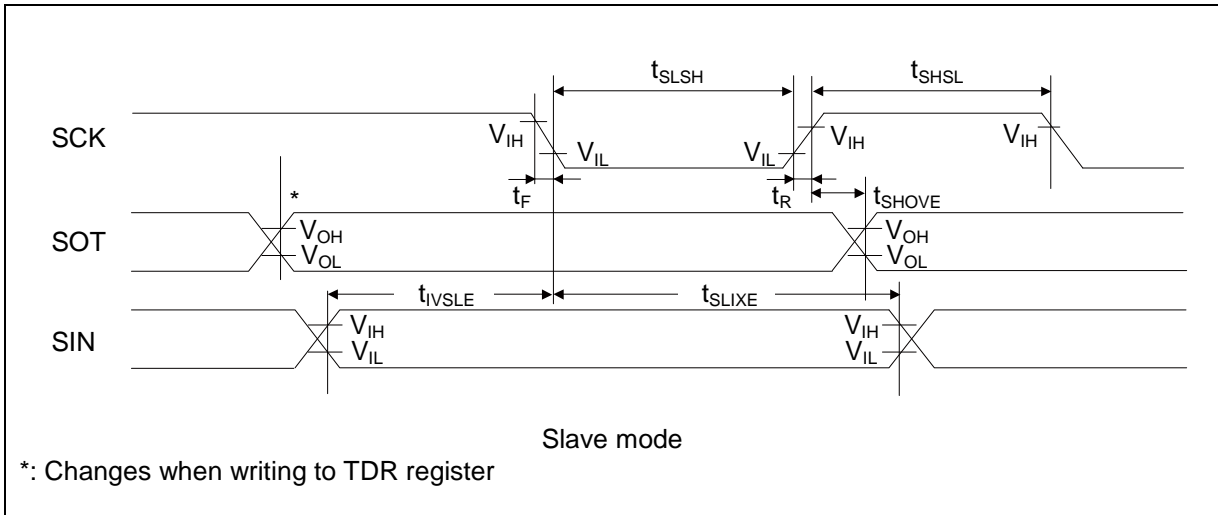 tSLSH
tSHSL
SCK
VIH
VIL
VIL
VIH
VIH
tF
tR
tSHOVE
*
SOT
VOH
VOL
VOH
VOL
tIVSLE
tSLIXE
SIN
VIH
VIL
VIH
VIL
Slave mode
*: Changes when writing to TDR register